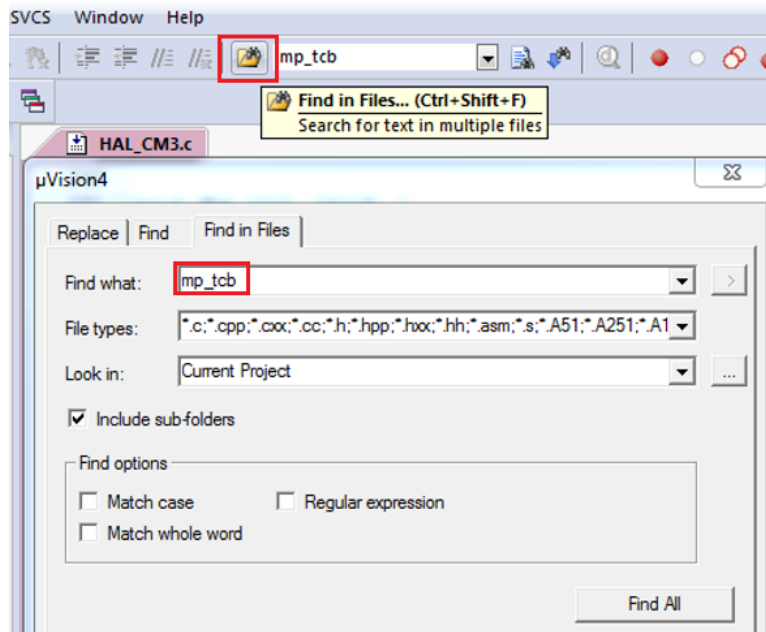 SVCS Window Help
mp_tcb
Find in Files... (Ctrl+Shift+F)
Search for text in multiple files
HAL_CM3.c
µVision4
Replace Find Find in Files
Find what: mp_tcb >
File types: *.c;*.cpp;*.cxx;*.cc;*.h;*.hpp;*.hxx;*.hh;*.asm;*.s;*.A51;*.A251;*.A1
Look in: Current Project ...
Include sub-folders
Find options
Match case Regular expression
Match whole word
Find All